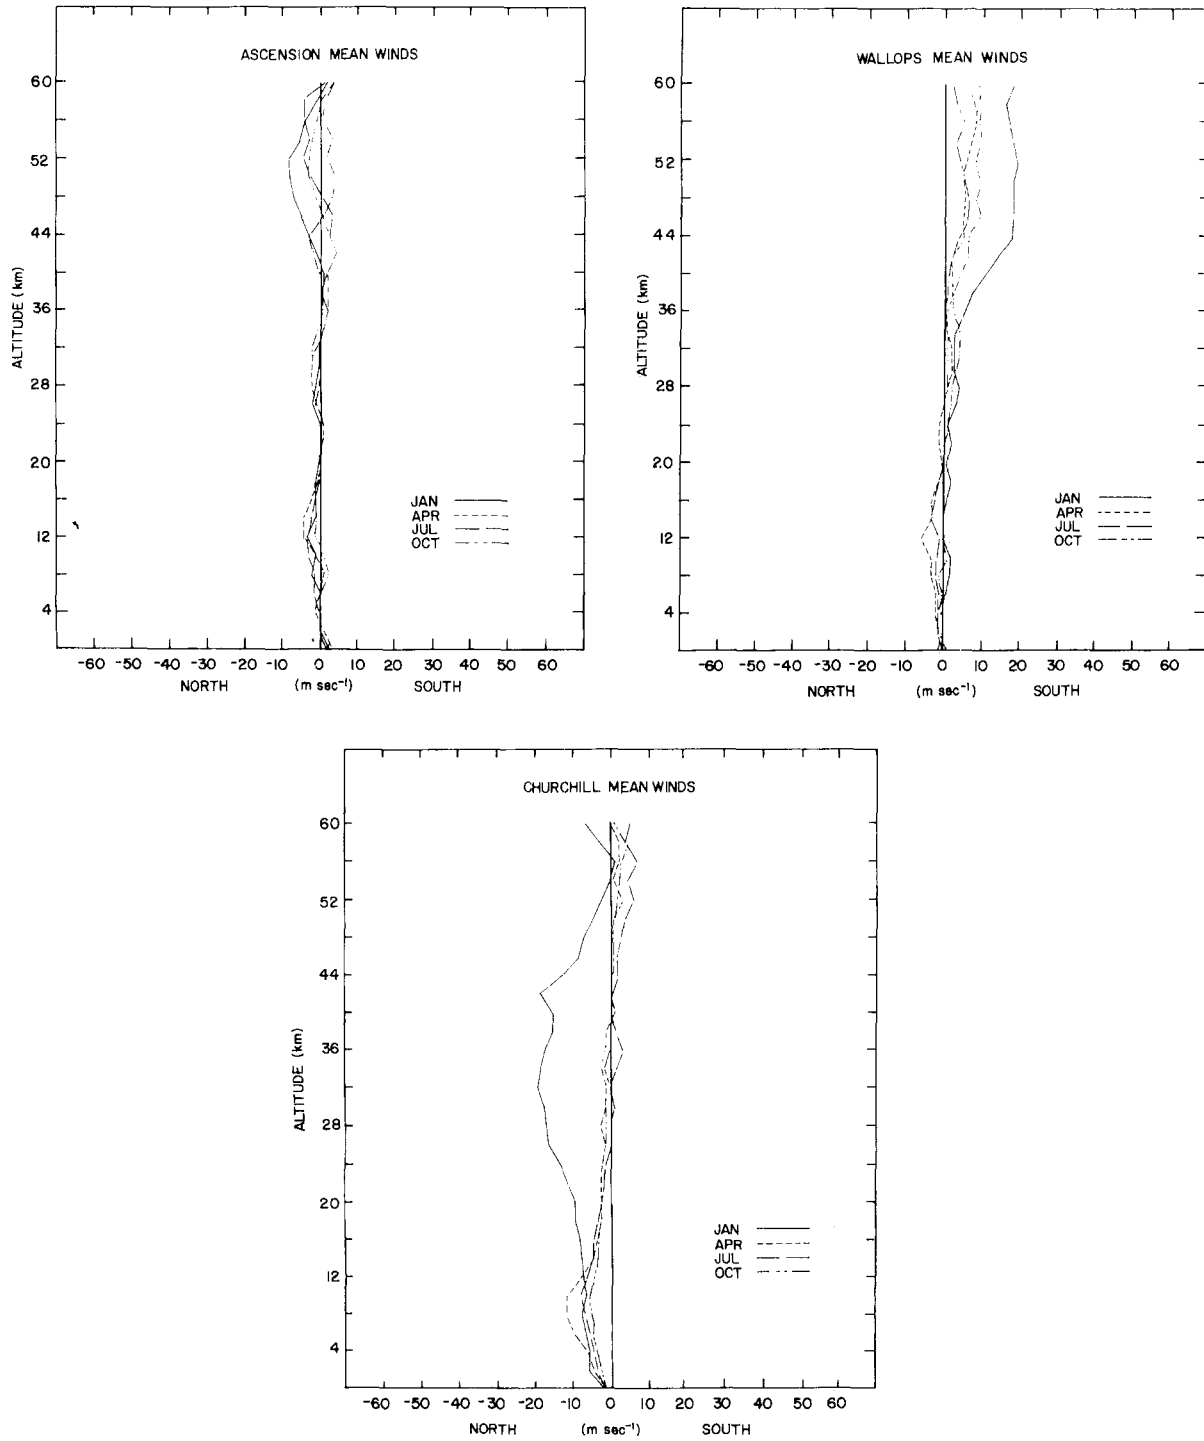 ASCENSION MEAN WINDS
60
52
44
36
28
20
12
4
ALTITUDE (km)
JAN
APR
JUL
OCT
-60 -50 -40 -30 -20 -10 0 10 20 30 40 50 60
NORTH (m sec⁻¹) SOUTH
WALLOPS MEAN WINDS
60
52
44
36
28
20
12
4
ALTITUDE (km)
JAN
APR
JUL
OCT
-60 -50 -40 -30 -20 -10 0 10 20 30 40 50 60
NORTH (m sec⁻¹) SOUTH
CHURCHILL MEAN WINDS
60
52
44
36
28
20
12
4
ALTITUDE (km)
JAN
APR
JUL
OCT
-60 -50 -40 -30 -20 -10 0 10 20 30 40 50 60
NORTH (m sec⁻¹) SOUTH